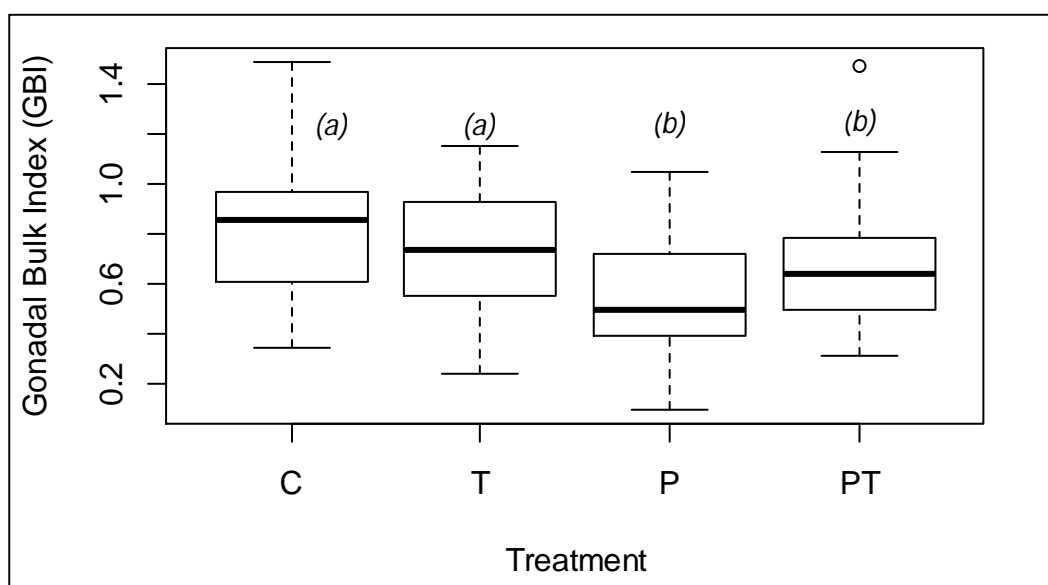 Gonadal Bulk Index (GBI)
1.4
1.0
0.6
0.2
(a)
(a)
(b)
(b)
C
T
P
PT
Treatment